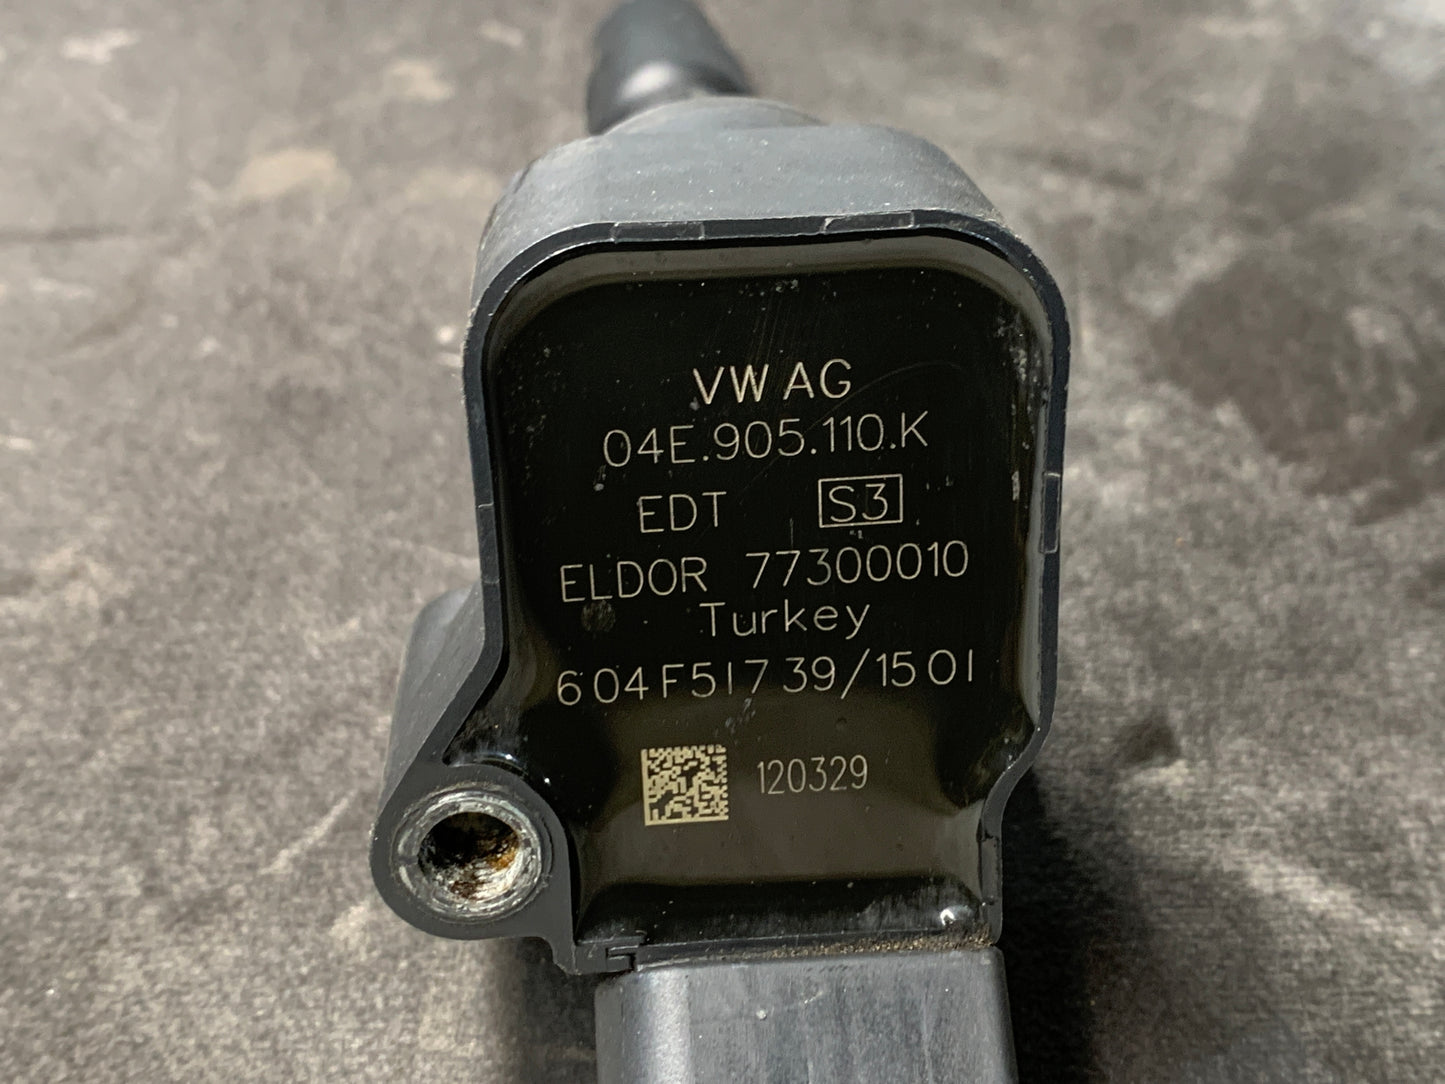 VW AG
04E.905.110.K
EDT S3
ELDOR 77300010
Turkey
604F51739/1501
120329